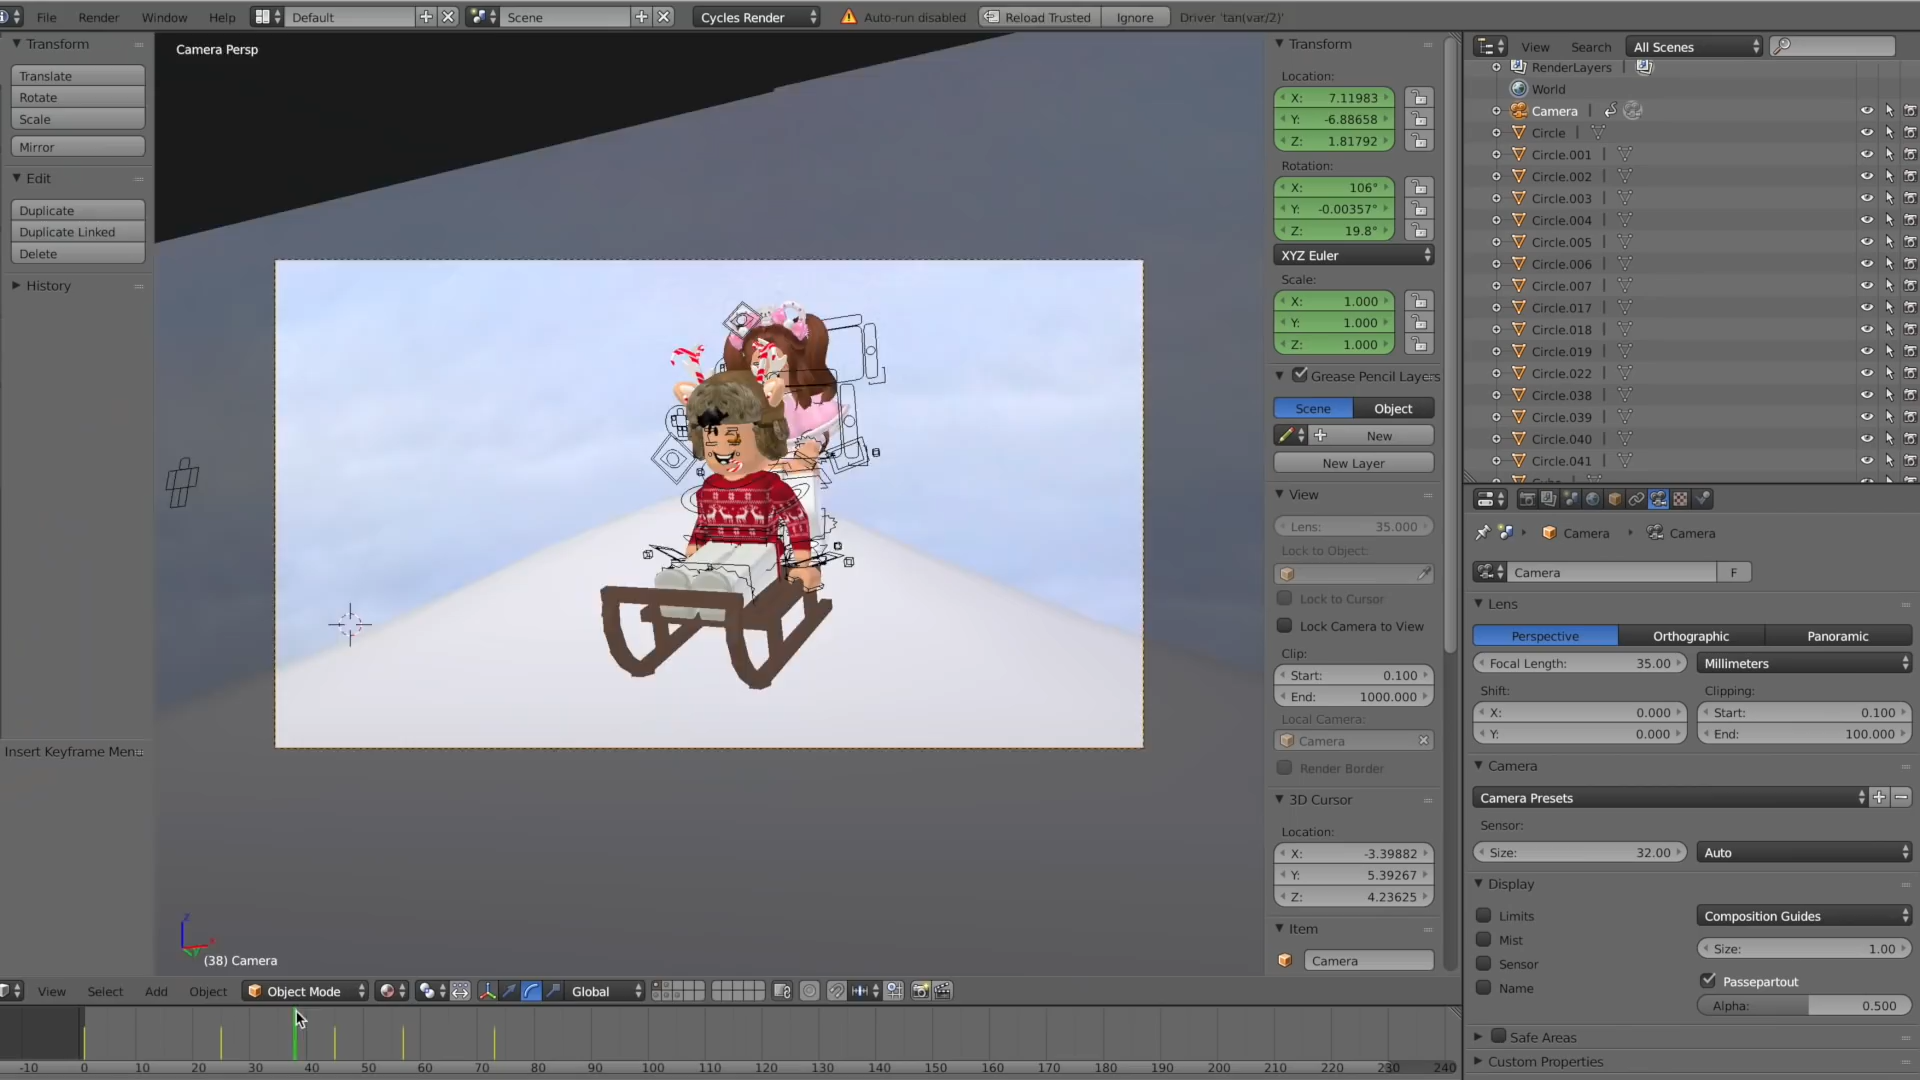 File Render Window Help Default Scene Cycles Render Auto-run disabled Reload Trusted Ignore Driver 'tan(var/2)'
Transform
Translate
Rotate
Scale
Mirror
Edit
Duplicate
Duplicate Linked
Delete
History
Insert Keyframe Menu
Camera Persp
(38) Camera
Transform
Location:
X: 7.11983
Y: -6.88658
Z: 1.81792
Rotation:
X: 106°
Y: -0.00357°
Z: 19.8°
XYZ Euler
Scale:
X: 1.000
Y: 1.000
Z: 1.000
Grease Pencil Layers
Scene Object
New
New Layer
View
Lens: 35.000
Lock to Object:
Lock to Cursor
Lock Camera to View
Clip:
Start: 0.100
End: 1000.000
Local Camera:
Camera
Render Border
3D Cursor
Location:
X: -3.39882
Y: 5.39267
Z: 4.23625
Item
Camera
View Search All Scenes
RenderLayers
World
Camera
Circle
Circle.001
Circle.002
Circle.003
Circle.004
Circle.005
Circle.006
Circle.007
Circle.017
Circle.018
Circle.019
Circle.022
Circle.038
Circle.039
Circle.040
Circle.041
Camera Camera
Camera F
Lens
Perspective Orthographic Panoramic
Focal Length: 35.00 Millimeters
Shift: Clipping:
X: 0.000 Start: 0.100
Y: 0.000 End: 100.000
Camera
Camera Presets
Sensor:
Size: 32.00 Auto
Display
Limits Composition Guides
Mist Size: 1.00
Sensor
Name Passepartout
Alpha: 0.500
Safe Areas
Custom Properties
View Select Add Object Object Mode Global
-10 0 10 20 30 40 50 60 70 80 90 100 110 120 130 140 150 160 170 180 190 200 210 220 230 240